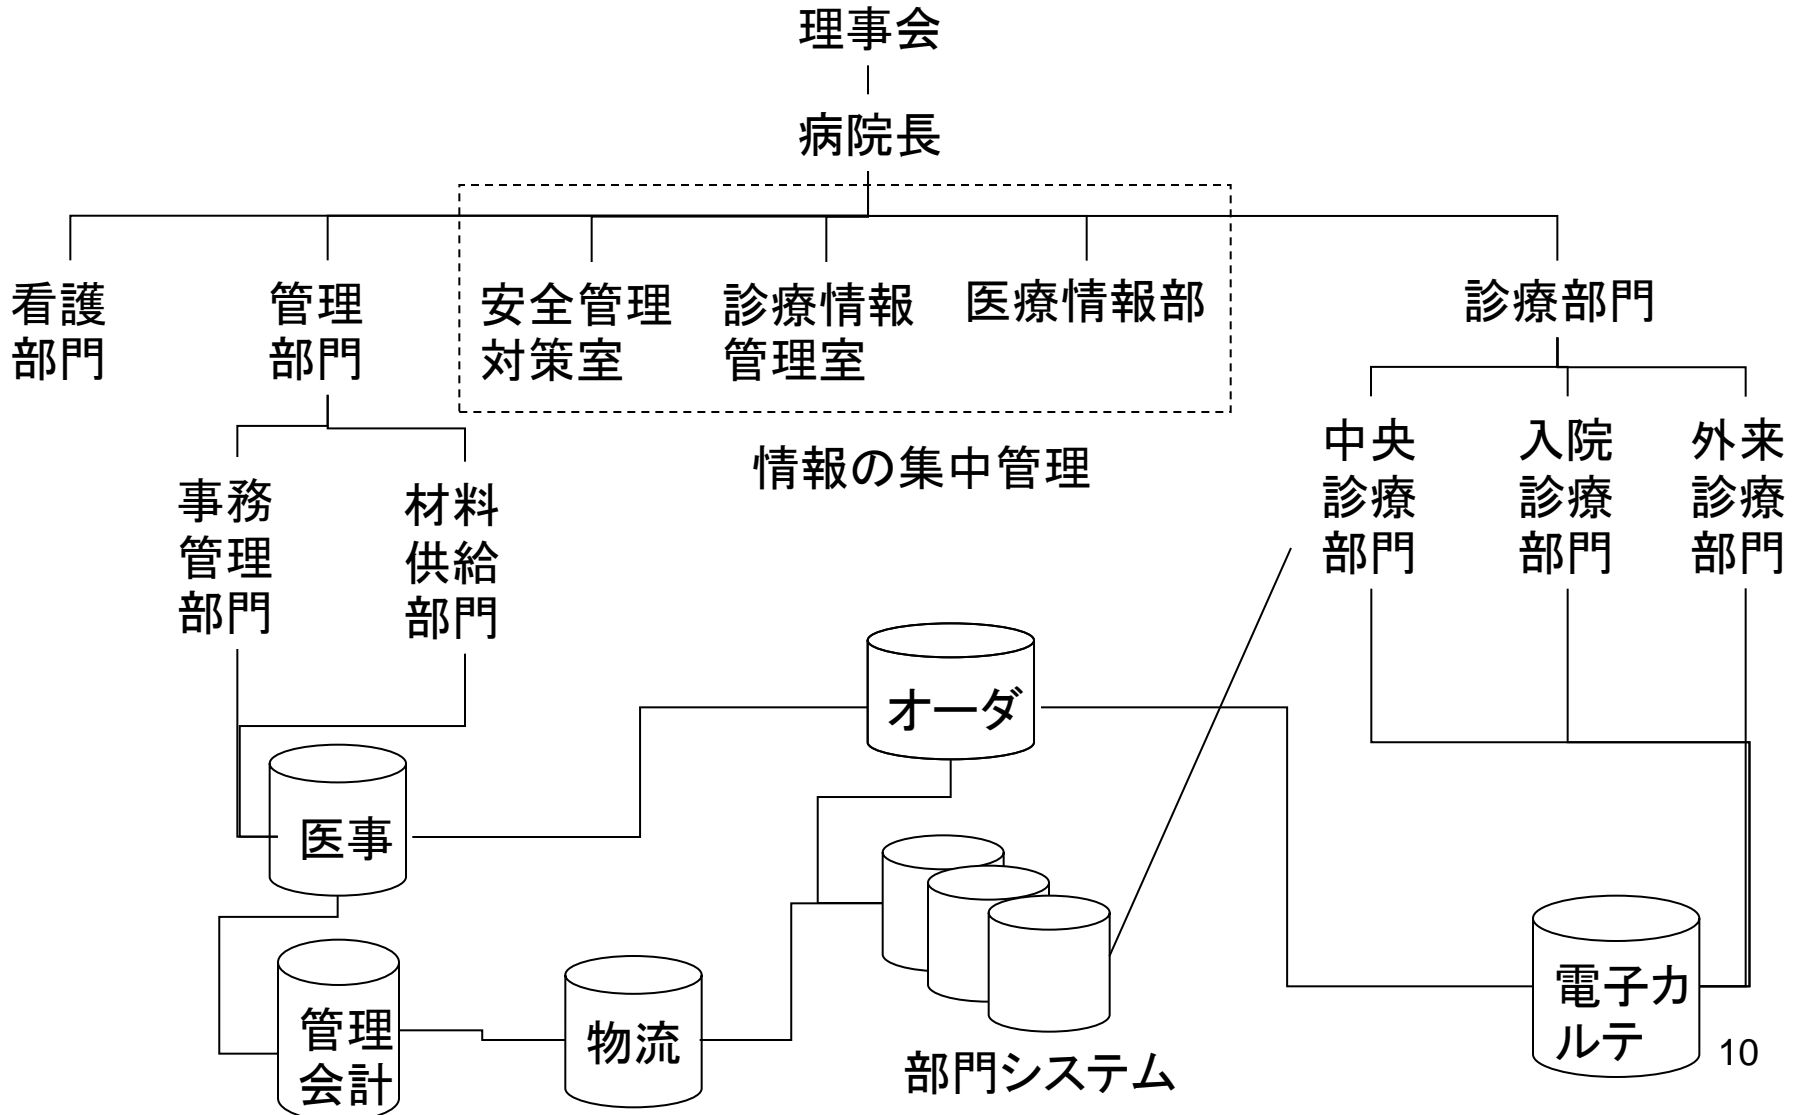 理事会
病院長
看護
部門
管理
部門
安全管理
対策室
診療情報
管理室
医療情報部
診療部門
情報の集中管理
事務
管理
部門
材料
供給
部門
中央
診療
部門
入院
診療
部門
外来
診療
部門
オーダ
医事
管理
会計
物流
部門システム
電子カ
ルテ
10